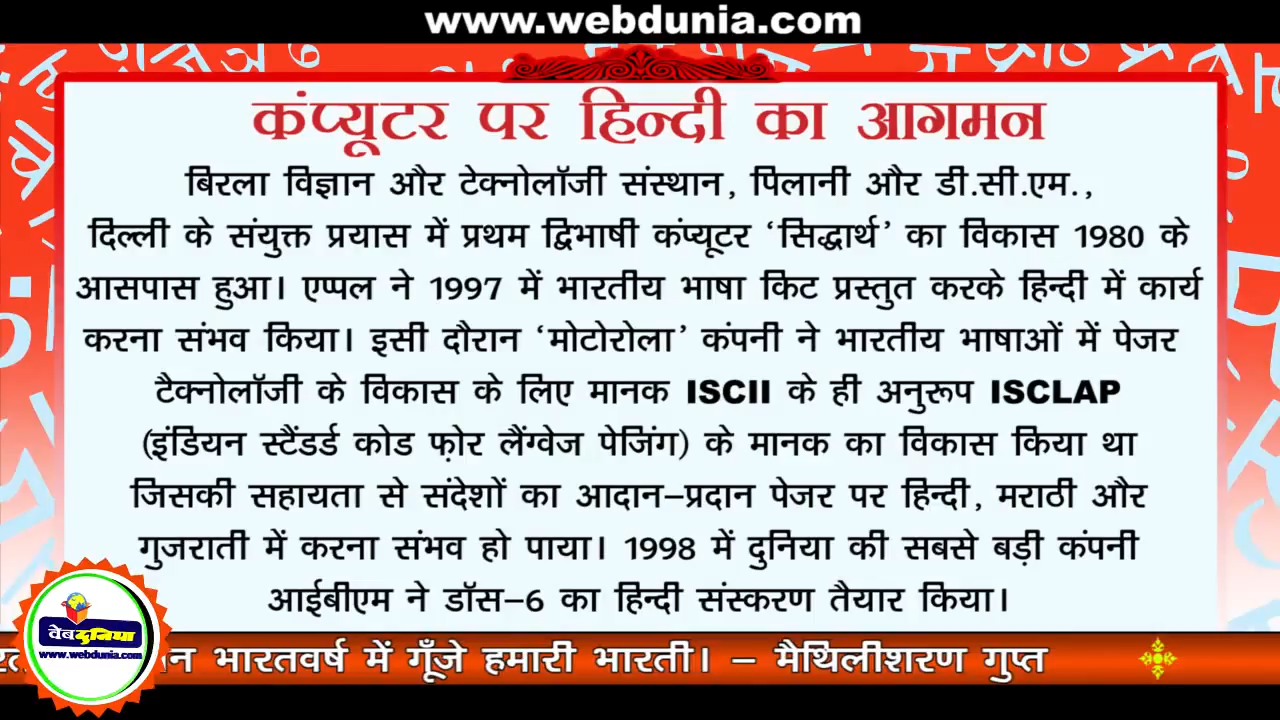 www.webdunia.com
कंप्यूटर पर हिन्दी का आगमन
बिरला विज्ञान और टेक्नोलॉजी संस्थान, पिलानी और डी.सी.एम.,
दिल्ली के संयुक्त प्रयास में प्रथम द्विभाषी कंप्यूटर ‘सिद्धार्थ’ का विकास 1980 के
आसपास हुआ। एप्पल ने 1997 में भारतीय भाषा किट प्रस्तुत करके हिन्दी में कार्य
करना संभव किया। इसी दौरान ‘मोटोरोला’ कंपनी ने भारतीय भाषाओं में पेजर
टैक्नोलॉजी के विकास के लिए मानक ISCII के ही अनुरूप ISCLAP
(इंडियन स्टैंडर्ड कोड फ़ोर लैंग्वेज पेजिंग) के मानक का विकास किया था
जिसकी सहायता से संदेशों का आदान–प्रदान पेजर पर हिन्दी, मराठी और
गुजराती में करना संभव हो पाया। 1998 में दुनिया की सबसे बड़ी कंपनी
आईबीएम ने डॉस–6 का हिन्दी संस्करण तैयार किया।
वेबदुनिया
www.webdunia.com
भारतवर्ष में गूँजे हमारी भारती। – मैथिलीशरण गुप्त